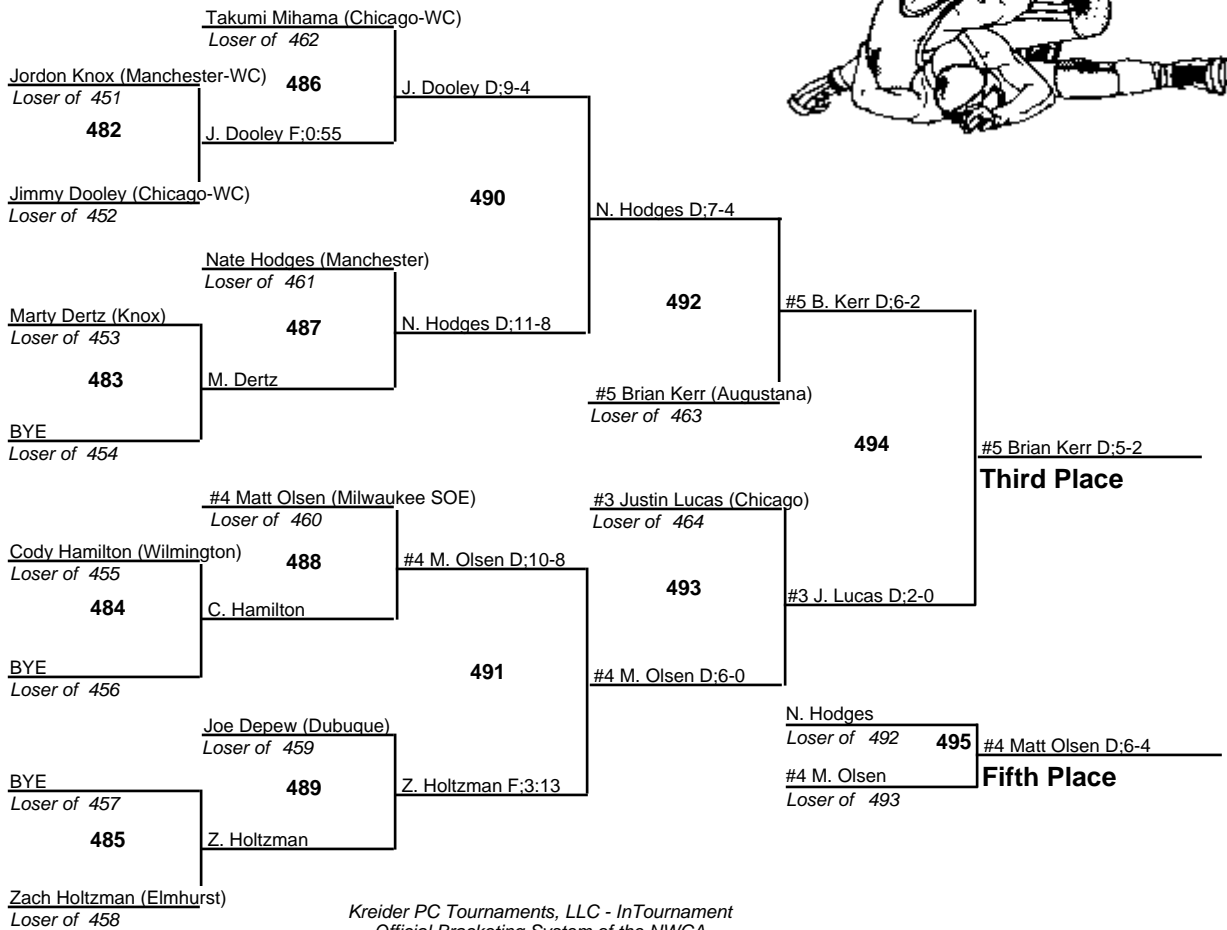 Takumi Mihama (Chicago-WC)
Loser of 462
Jordon Knox (Manchester-WC)
486
J. Dooley D;9-4
Loser of 451
482
J. Dooley F;0:55
Jimmy Dooley (Chicago-WC)
Loser of 452
490
N. Hodges D;7-4
Nate Hodges (Manchester)
Loser of 461
492
#5 B. Kerr D;6-2
Marty Dertz (Knox)
Loser of 453
487
N. Hodges D;11-8
483
M. Dertz
#5 Brian Kerr (Augustana)
Loser of 463
BYE
Loser of 454
494
#5 Brian Kerr D;5-2
Third Place
#4 Matt Olsen (Milwaukee SOE)
Loser of 460
#3 Justin Lucas (Chicago)
Loser of 464
Cody Hamilton (Wilmington)
Loser of 455
488
#4 M. Olsen D;10-8
493
#3 J. Lucas D;2-0
484
C. Hamilton
BYE
Loser of 456
491
#4 M. Olsen D;6-0
Joe Depew (Dubuque)
Loser of 459
N. Hodges
Loser of 492
495
#4 Matt Olsen D;6-4
Fifth Place
#4 M. Olsen
Loser of 493
BYE
Loser of 457
489
Z. Holtzman F;3:13
485
Z. Holtzman
Zach Holtzman (Elmhurst)
Loser of 458
Kreider PC Tournaments, LLC - InTournament
Official Bracketing System of the NWCA